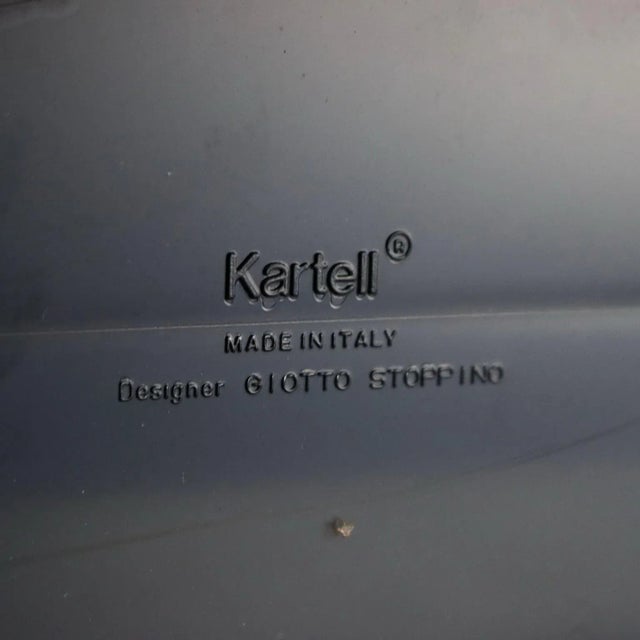 Kartell®
MADE IN ITALY
Designer GIOTTO STOPPINO